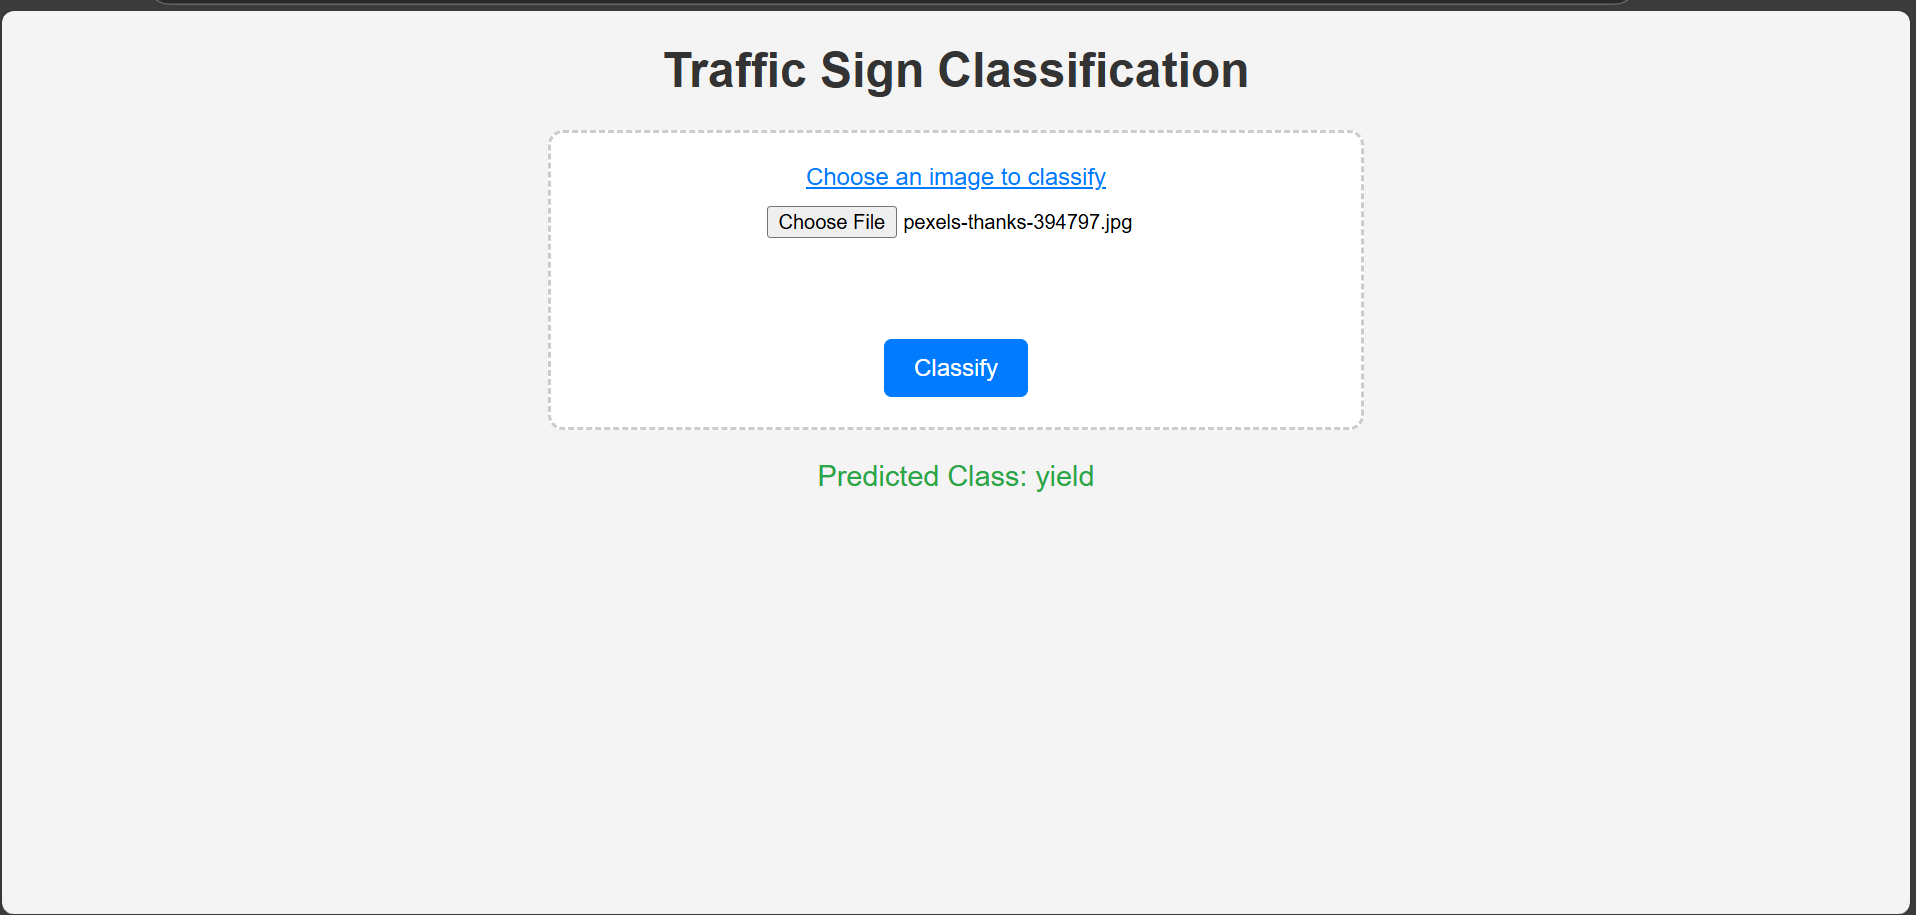 Traffic Sign Classification
Choose an image to classify
Choose File pexels-thanks-394797.jpg
Classify
Predicted Class: yield